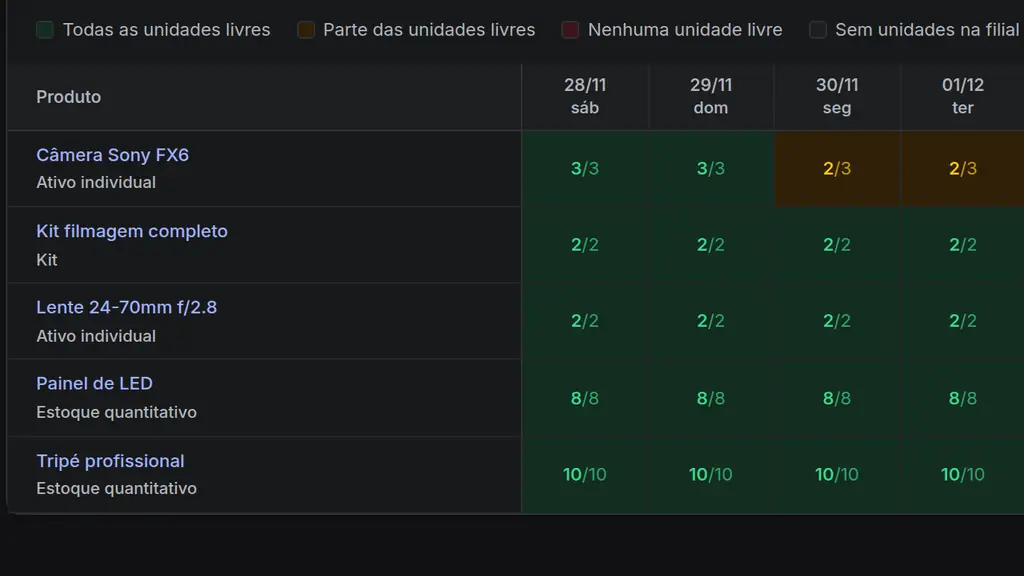 Todas as unidades livres Parte das unidades livres Nenhuma unidade livre Sem unidades na filial
Produto 28/11 29/11 30/11 01/12
sáb dom seg ter
Câmera Sony FX6
Ativo individual 3/3 3/3 2/3 2/3
Kit filmagem completo
Kit 2/2 2/2 2/2 2/2
Lente 24-70mm f/2.8
Ativo individual 2/2 2/2 2/2 2/2
Painel de LED
Estoque quantitativo 8/8 8/8 8/8 8/8
Tripé profissional
Estoque quantitativo 10/10 10/10 10/10 10/10